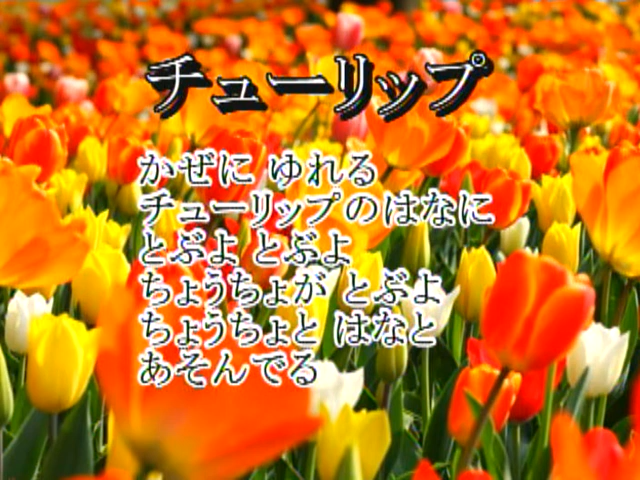 チューリップ
かぜに ゆれる
チューリップのはなに
とぶよ とぶよ
ちょうちょが とぶよ
ちょうちょと はなと
あそんでる